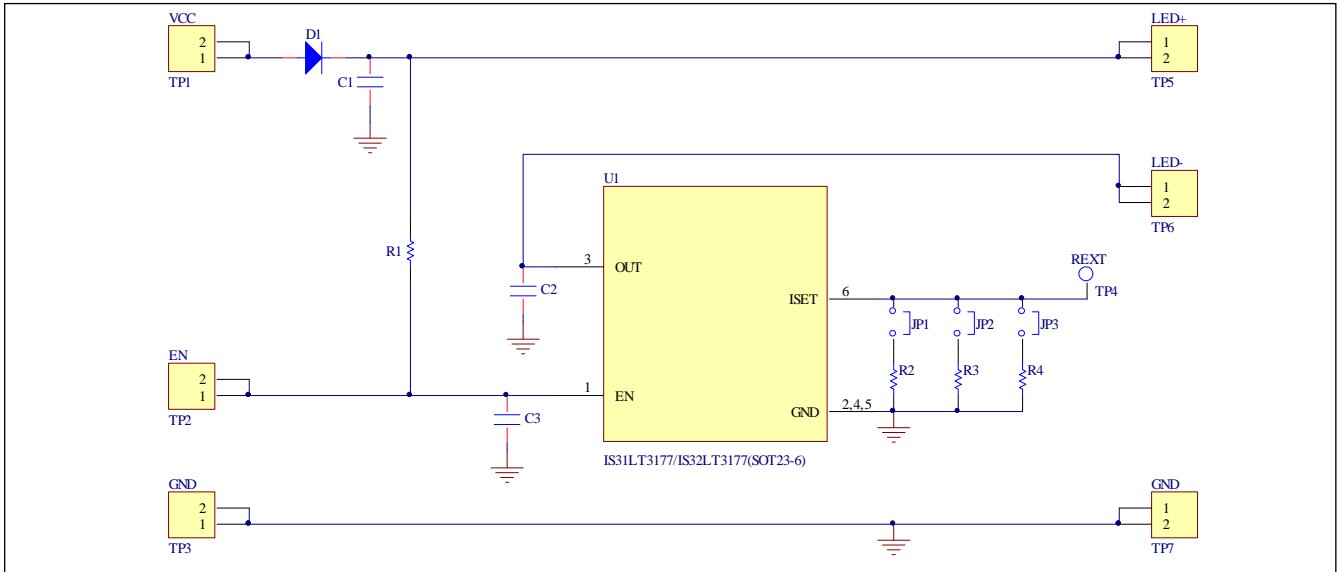 VCC
2
1
TP1
D1
C1
LED+
1
2
TP5
LED-
1
2
TP6
U1
R1
3
OUT
C2
ISET
6
REXT
TP4
JP1
JP2
JP3
R2
R3
R4
EN
2
1
TP2
1
EN
C3
GND
2,4,5
IS31LT3177/IS32LT3177(SOT23-6)
GND
2
1
TP3
GND
1
2
TP7